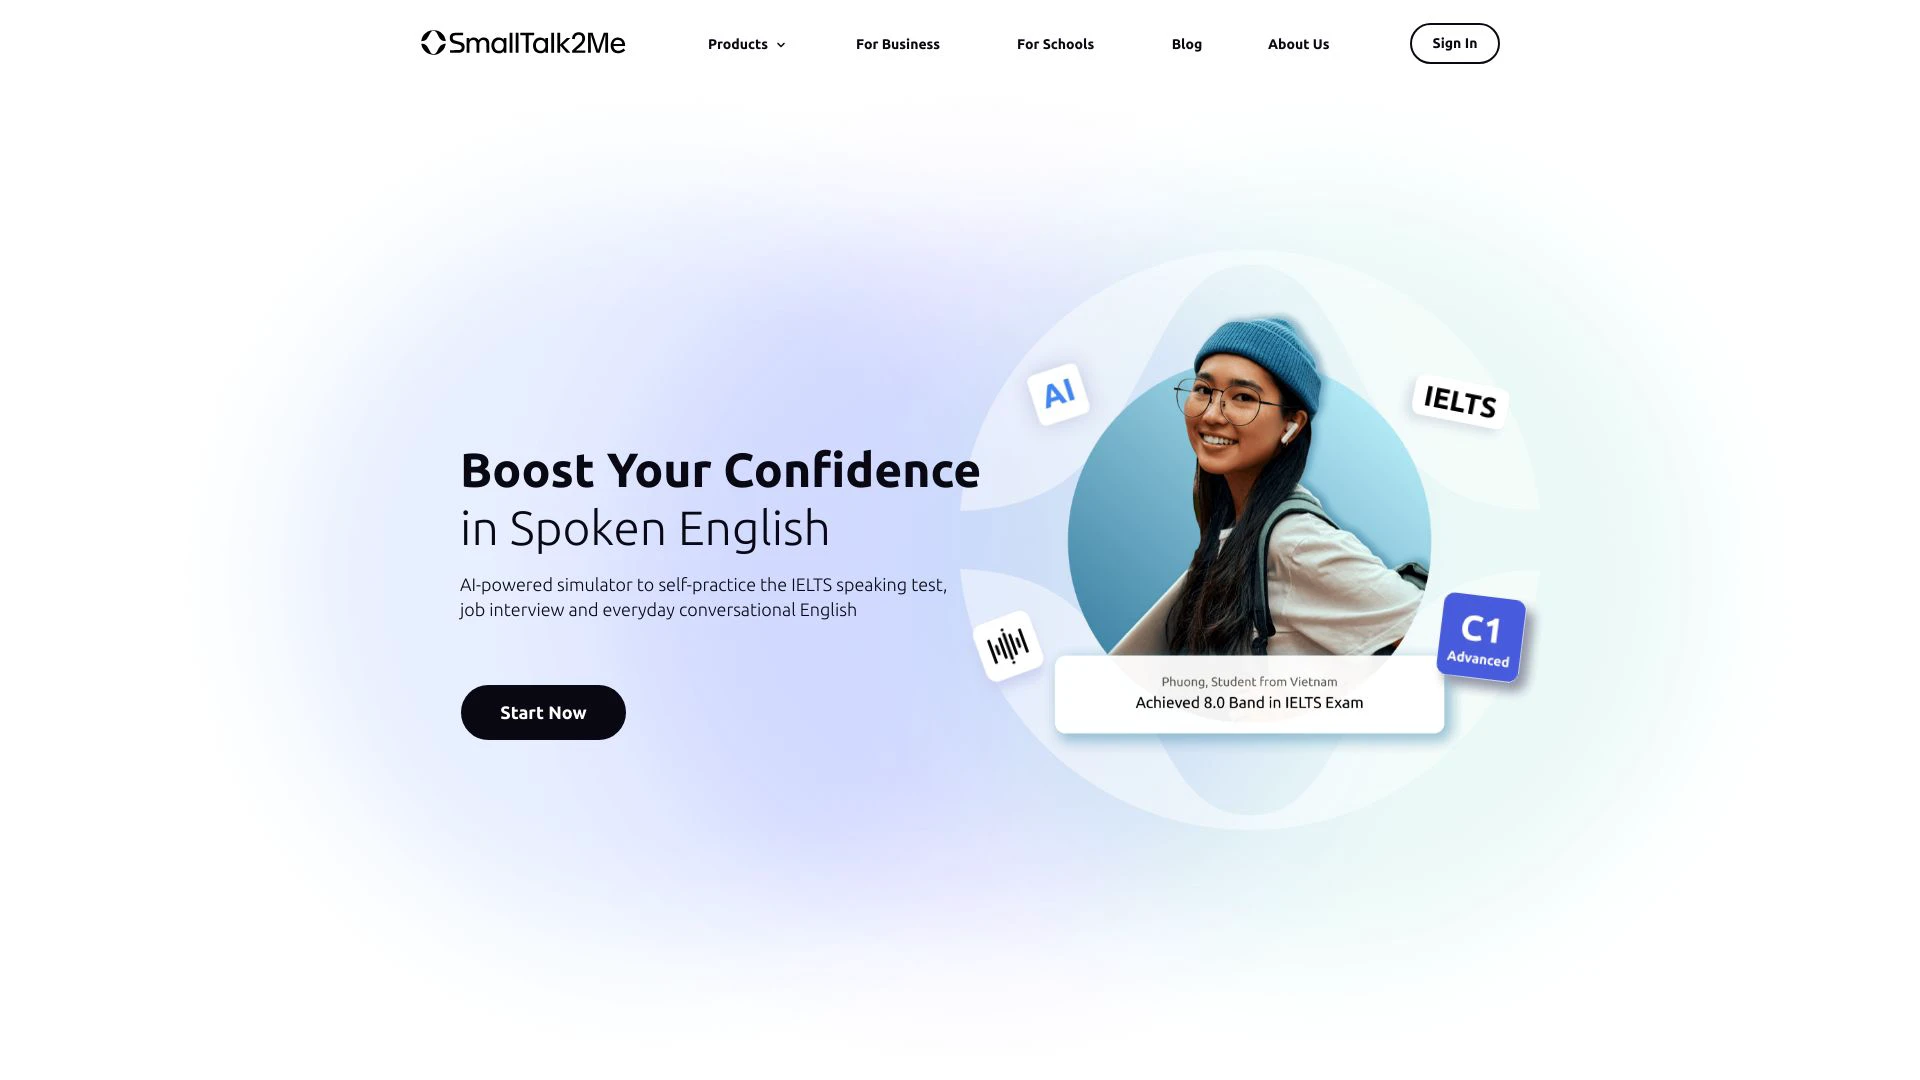 SmallTalk2Me
Products
For Business
For Schools
Blog
About Us
Sign In
Boost Your Confidence
in Spoken English
AI-powered simulator to self-practice the IELTS speaking test,
job interview and everyday conversational English
Start Now
AI
IELTS
C1
Advanced
Phuong, Student from Vietnam
Achieved 8.0 Band in IELTS Exam